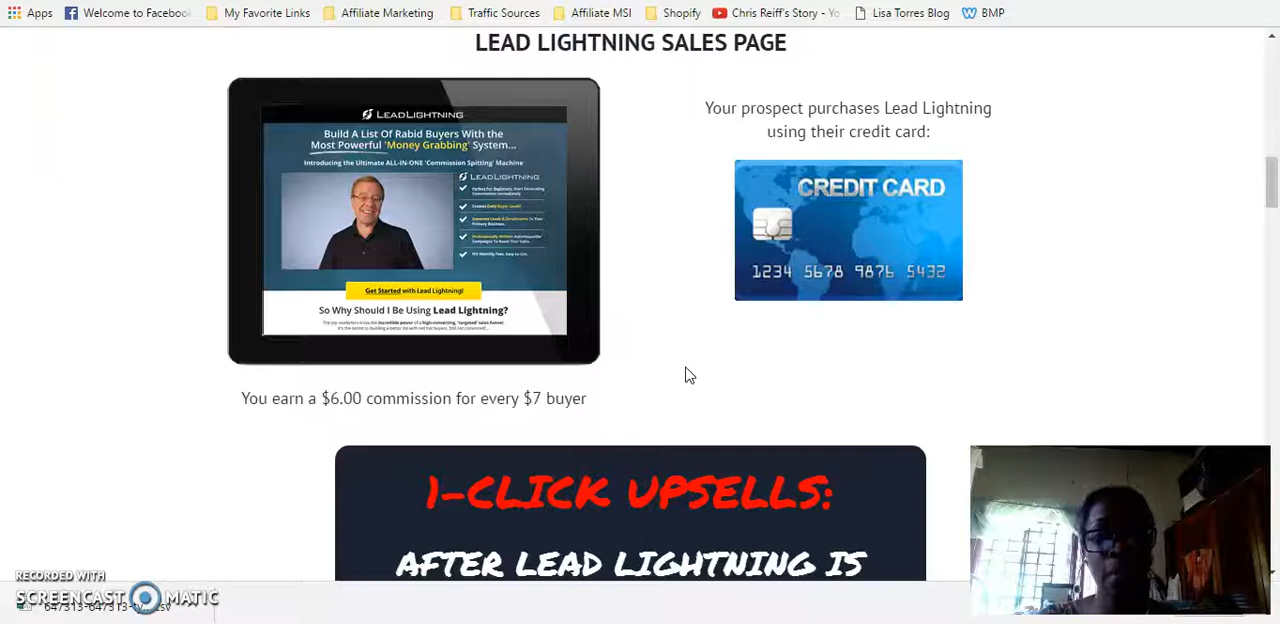 Apps Welcome to Facebook My Favorite Links Affiliate Marketing Traffic Sources Affiliate MSI Shopify Chris Reiff's Story - Yo Lisa Torres Blog BMP
LEAD LIGHTNING SALES PAGE
LEADLIGHTNING
Build A List Of Rabid Buyers With the
Most Powerful 'Money Grabbing' System...
Introducing the Ultimate ALL-IN-ONE 'Commission Spitting' Machine
LEADLIGHTNING
Get Started with Lead Lightning!
So Why Should I Be Using Lead Lightning?
You earn a $6.00 commission for every $7 buyer
Your prospect purchases Lead Lightning
using their credit card:
CREDIT CARD
1234 5678 9876 5432
1-CLICK UPSELLS:
AFTER LEAD LIGHTNING IS
RECORDED WITH
SCREENCAST MATIC